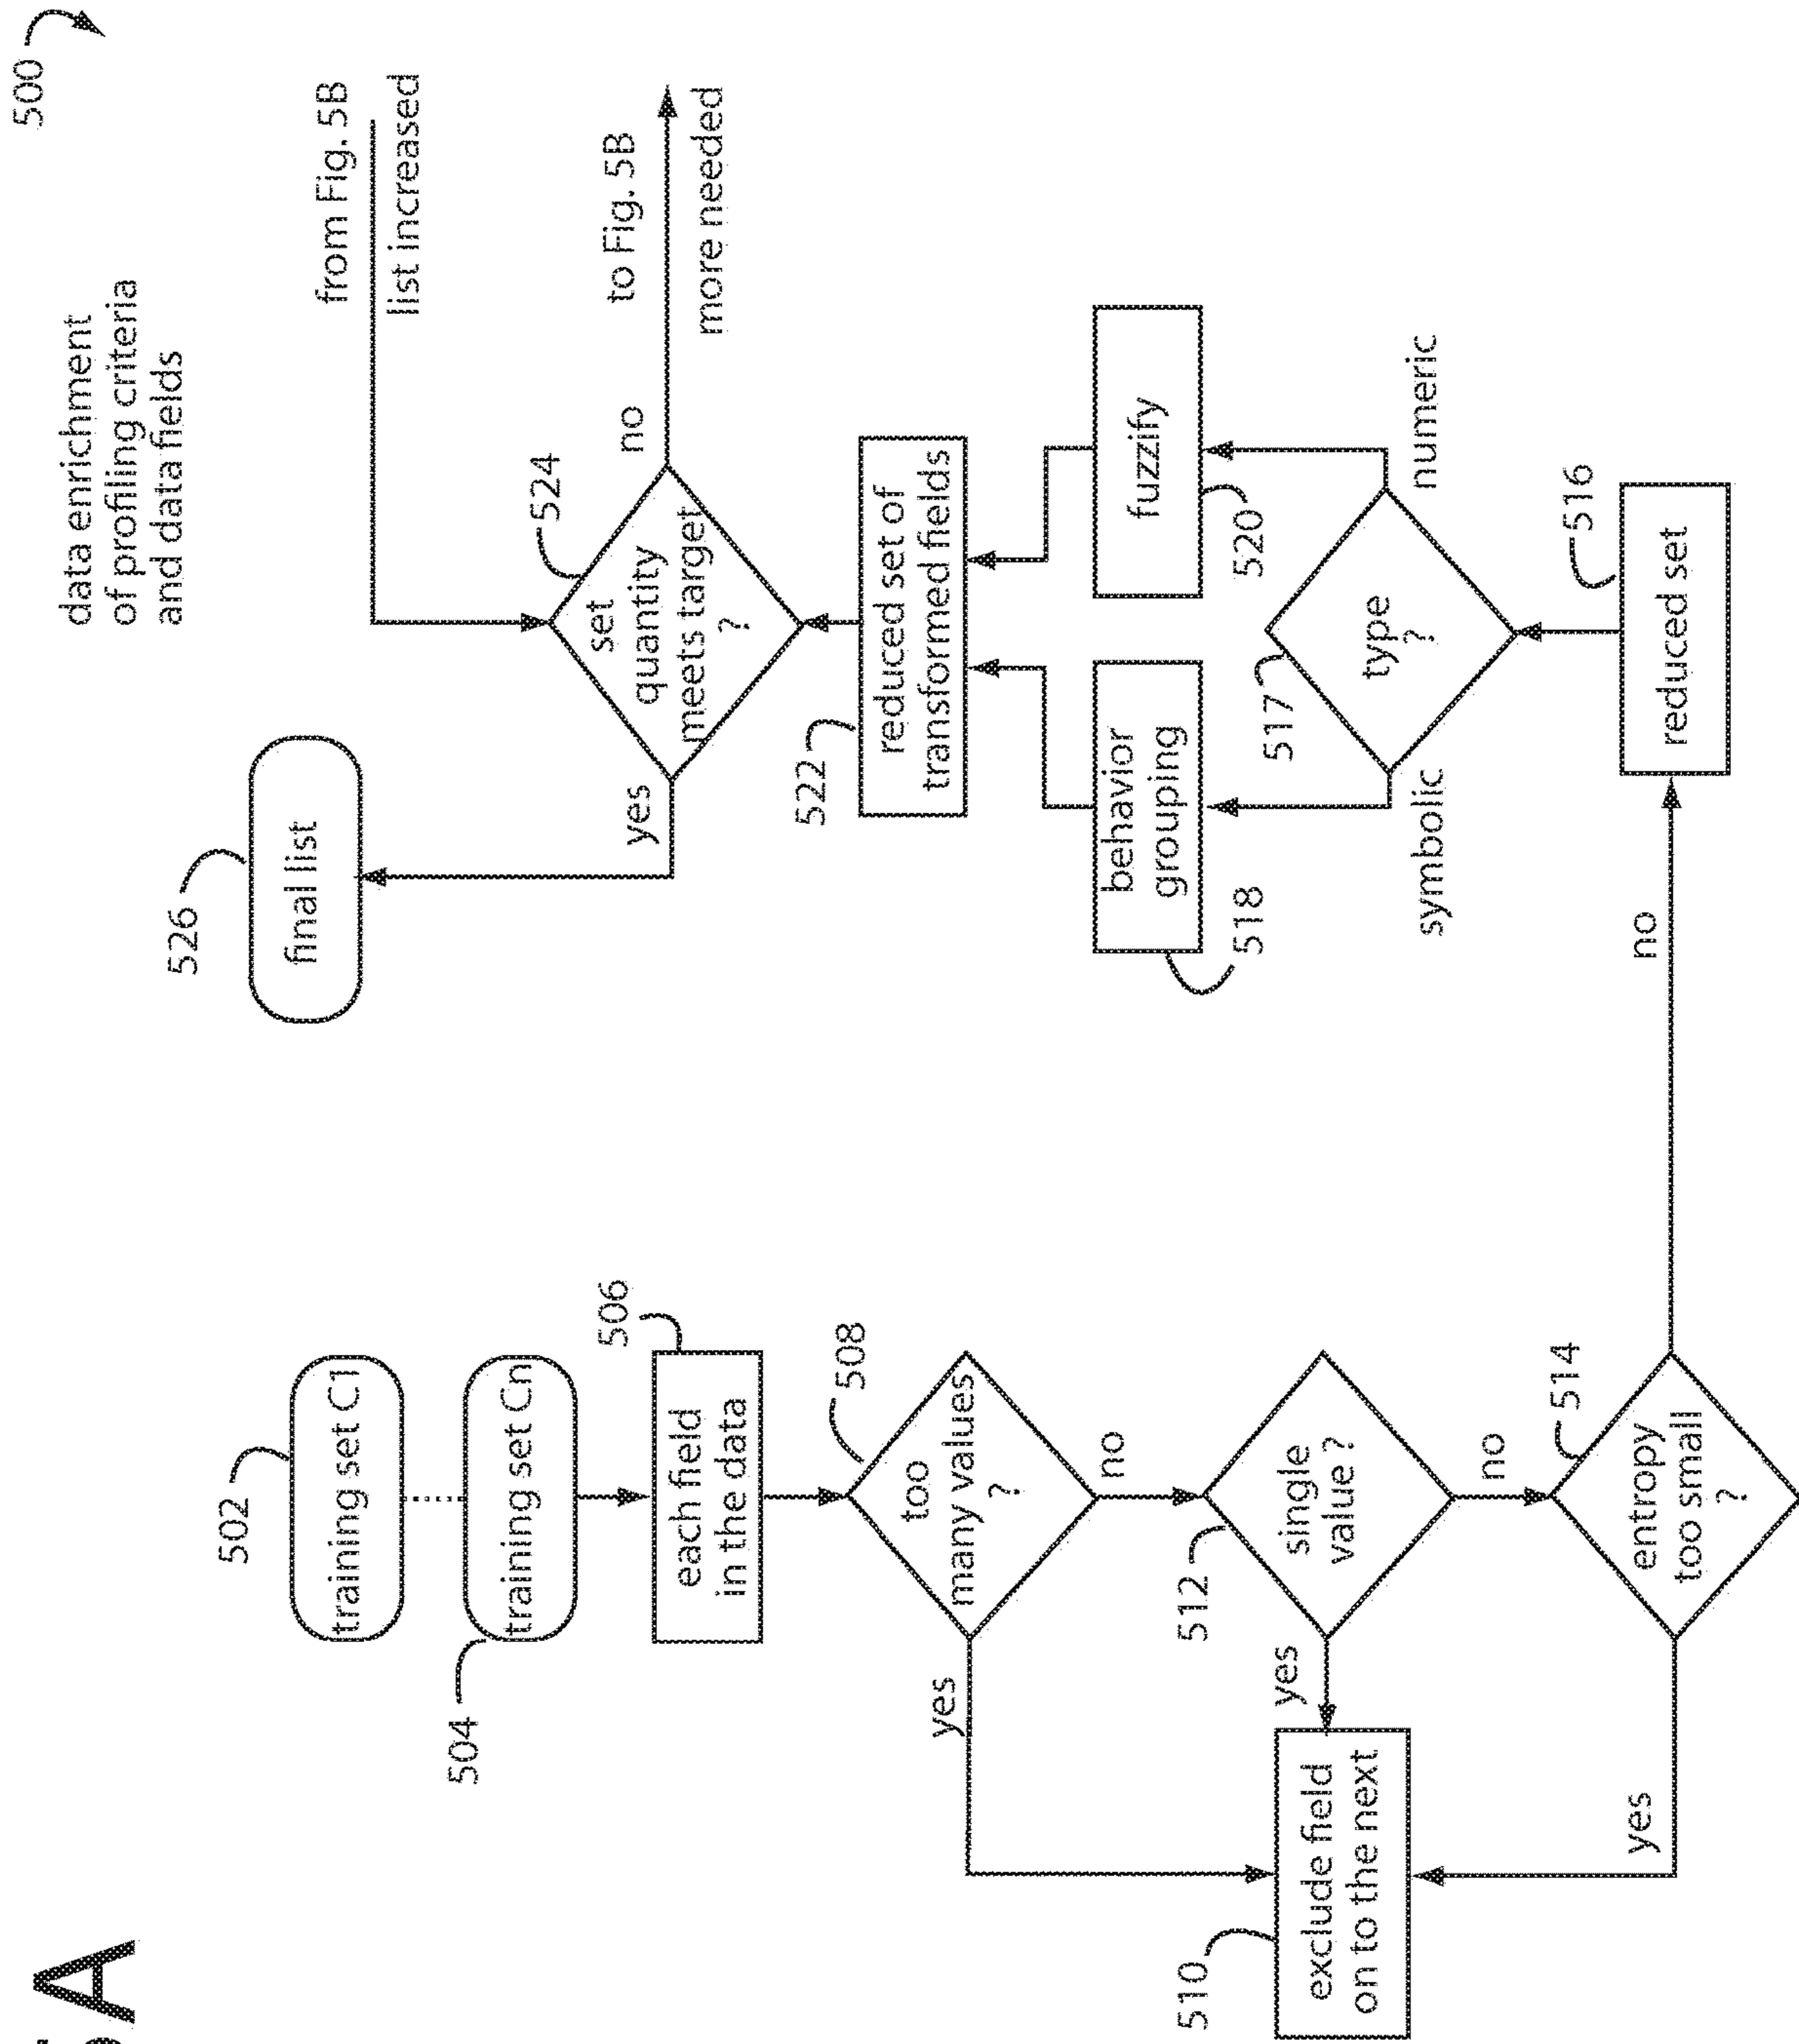 5A
500
data enrichment
of profiling criteria
and data fields
502
training set C1
504
training set Cn
506
each field
in the data
508
too
many values
?
yes
no
510
exclude field
on to the next
512
single
value ?
yes
no
514
entropy
too small
?
yes
no
516
reduced set
517
type
?
symbolic
numeric
518
behavior
grouping
520
fuzzify
522
reduced set of
transformed fields
524
set
quantity
meets target
?
yes
no
526
final list
from Fig. 5B
list increased
to Fig. 5B
more needed